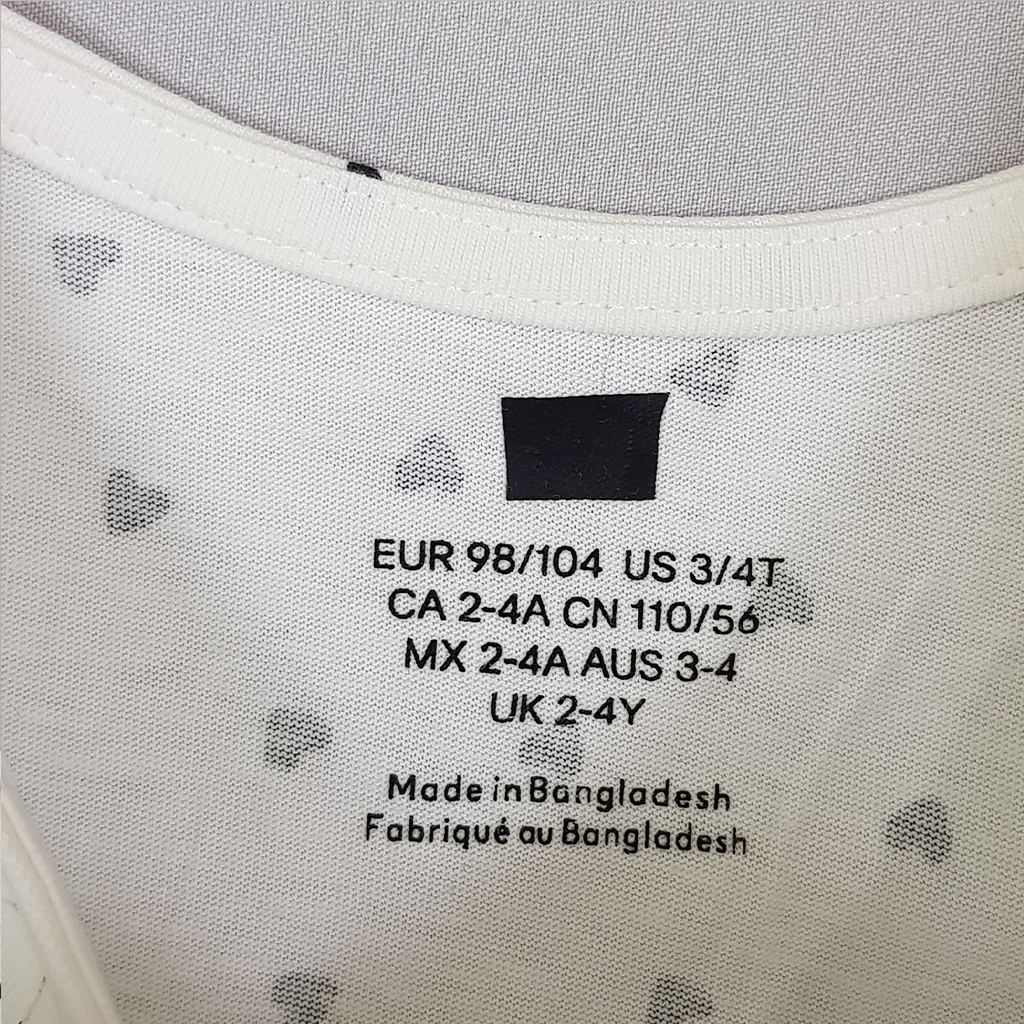 EUR 98/104 US 3/4T
CA 2-4A CN 110/56
MX 2-4A AUS 3-4
UK 2-4Y
Made in Bangladesh
Fabriqué au Bangladesh